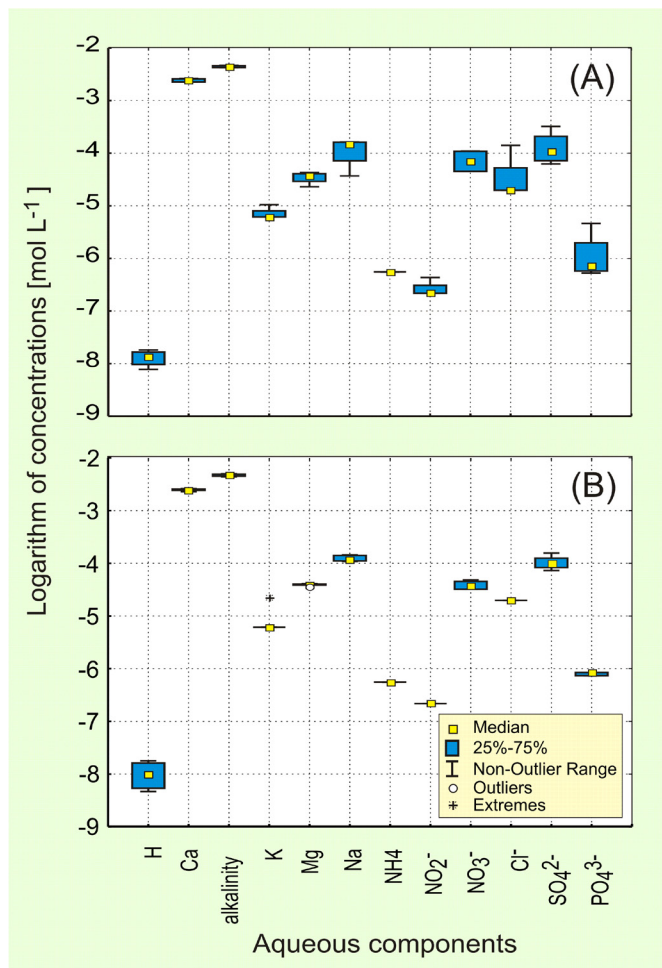 Logarithm of concentrations [mol L⁻¹ ]
(A)
-2
-3
-4
-5
-6
-7
-8
-9
(B)
-2
-3
-4
-5
-6
-7
-8
-9
Median
25%-75%
Non-Outlier Range
Outliers
Extremes
H
Ca
alkalinity
K
Mg
Na
NH4
NO₂⁻
NO₃⁻
Cl⁻
SO₄²⁻
PO₄³⁻
Aqueous components